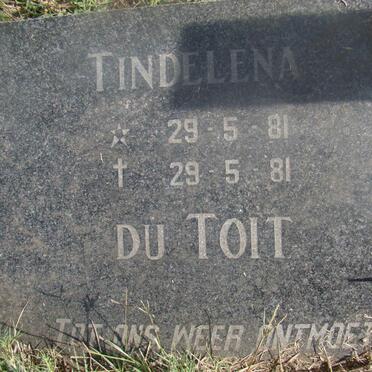 TINDELENA
☆ 29-5-81
† 29-5-81
DU TOIT
TOT ONS WEER ONTMOET